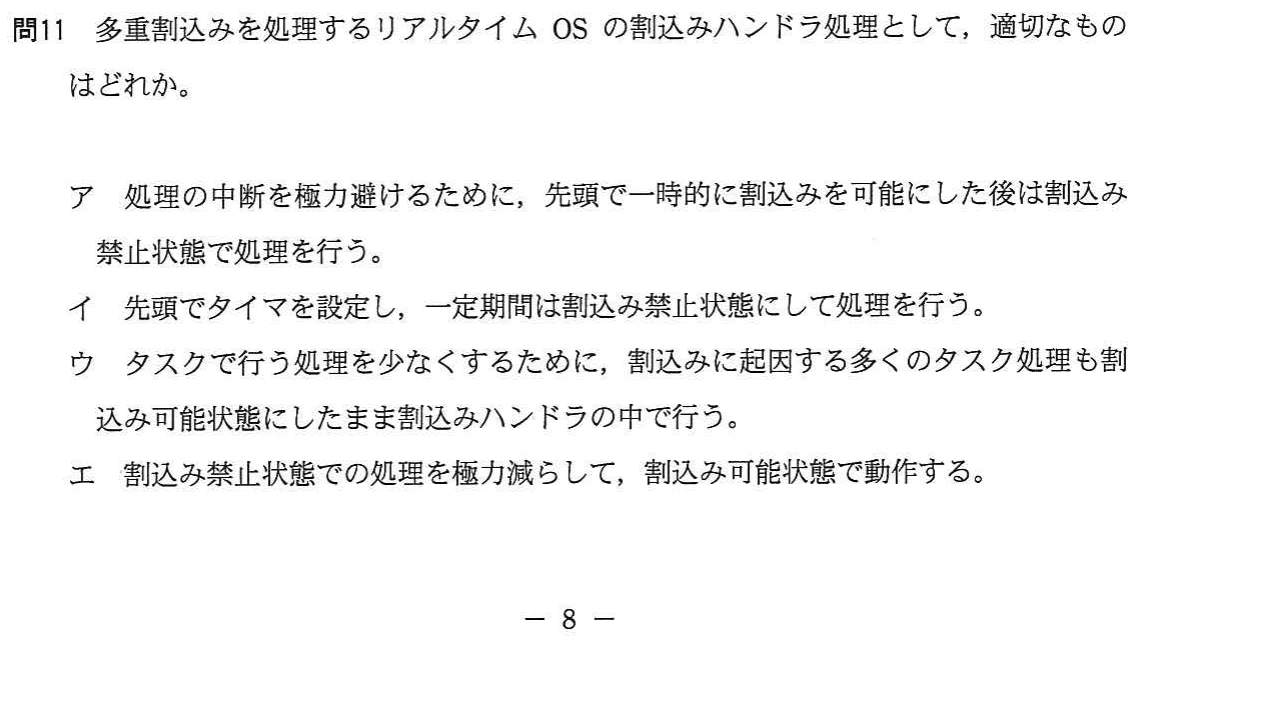 問11 多重割込みを処理するリアルタイム OS の割込みハンドラ処理として，適切なもの
はどれか。
ア 処理の中断を極力避けるために，先頭で一時的に割込みを可能にした後は割込み
禁止状態で処理を行う。
イ 先頭でタイマを設定し，一定期間は割込み禁止状態にして処理を行う。
ウ タスクで行う処理を少なくするために，割込みに起因する多くのタスク処理も割
込み可能状態にしたまま割込みハンドラの中で行う。
エ 割込み禁止状態での処理を極力減らして，割込み可能状態で動作する。
－ 8 －